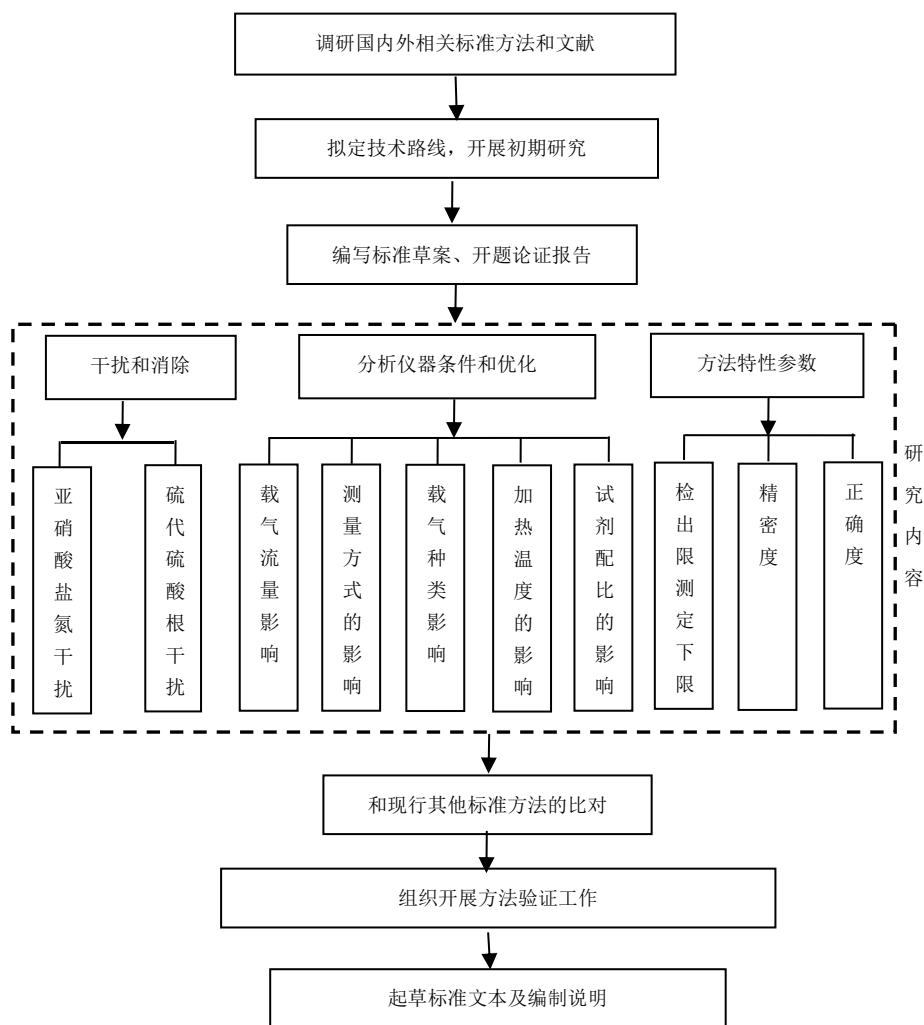 调研国内外相关标准方法和文献
拟定技术路线，开展初期研究
编写标准草案、开题论证报告
干扰和消除
分析仪器条件和优化
方法特性参数
亚硝酸盐氮干扰
硫代硫酸根干扰
载气流量影响
测量方式的影响
载气种类影响
加热温度的影响
试剂配比的影响
检出限测定下限
精密度
正确度
研究内容
和现行其他标准方法的比对
组织开展方法验证工作
起草标准文本及编制说明